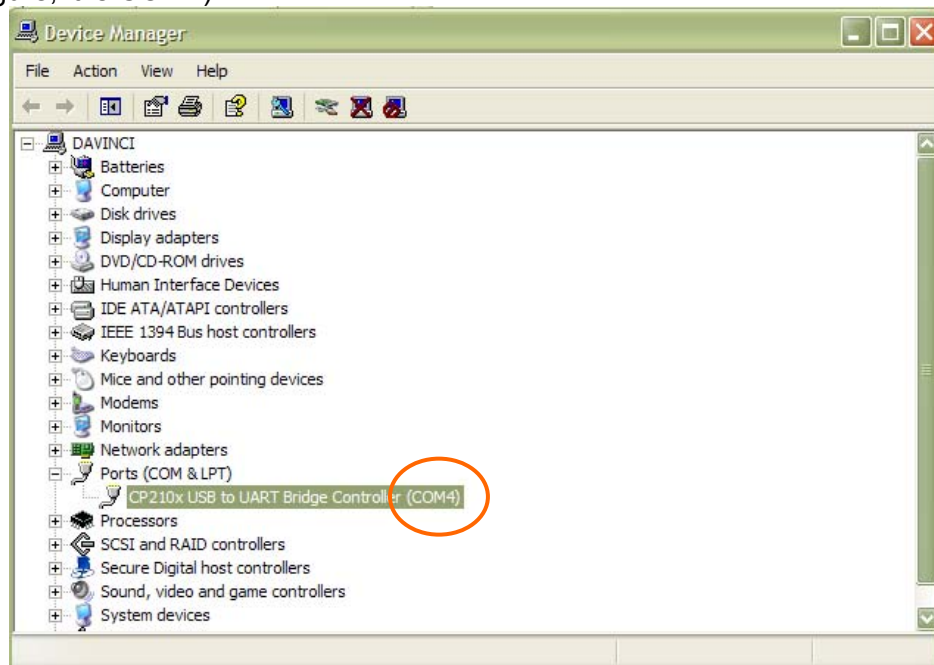 Device Manager
File Action View Help
DAVINCI
Batteries
Computer
Disk drives
Display adapters
DVD/CD-ROM drives
Human Interface Devices
IDE ATA/ATAPI controllers
IEEE 1394 Bus host controllers
Keyboards
Mice and other pointing devices
Modems
Monitors
Network adapters
Ports (COM & LPT)
CP210x USB to UART Bridge Controller (COM4)
Processors
SCSI and RAID controllers
Secure Digital host controllers
Sound, video and game controllers
System devices